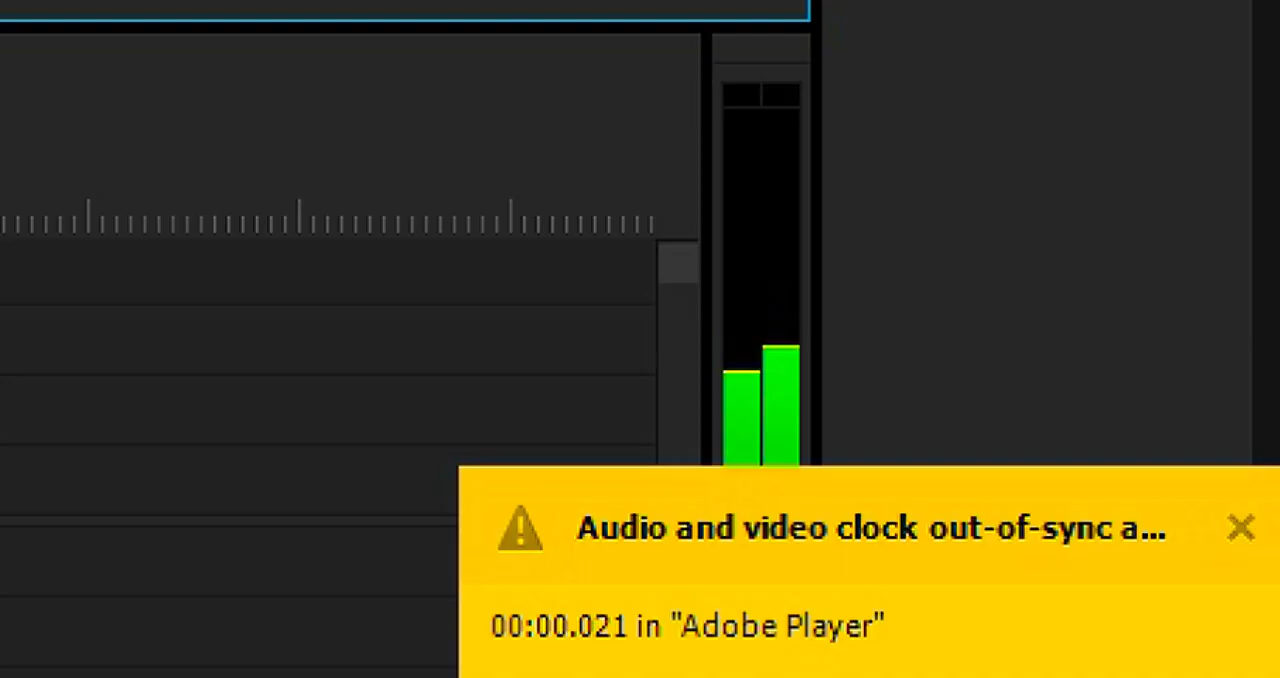 Audio and video clock out-of-sync a...
00:00.021 in "Adobe Player"